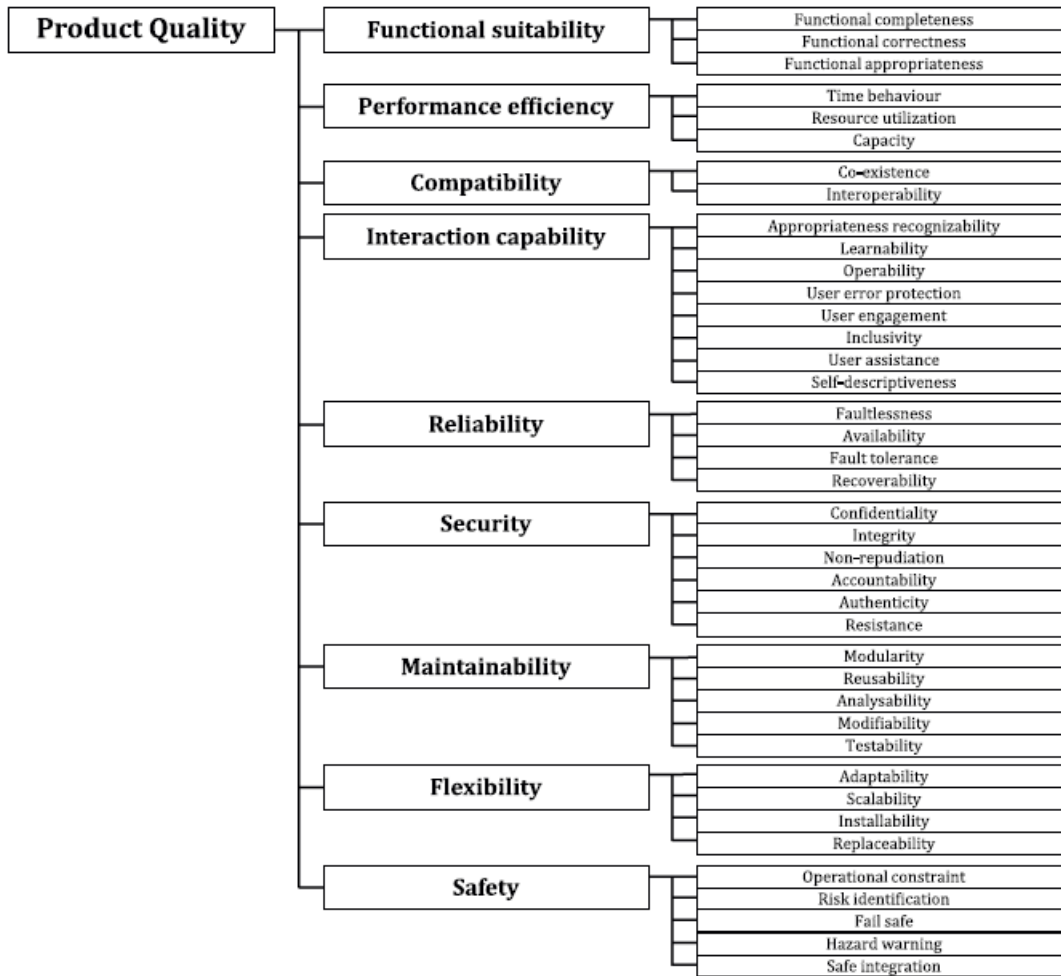 Product Quality
Functional suitability
Functional completeness
Functional correctness
Functional appropriateness
Performance efficiency
Time behaviour
Resource utilization
Capacity
Compatibility
Co-existence
Interoperability
Interaction capability
Appropriateness recognizability
Learnability
Operability
User error protection
User engagement
Inclusivity
User assistance
Self-descriptiveness
Reliability
Faultlessness
Availability
Fault tolerance
Recoverability
Security
Confidentiality
Integrity
Non-repudiation
Accountability
Authenticity
Resistance
Maintainability
Modularity
Reusability
Analysability
Modifiability
Testability
Flexibility
Adaptability
Scalability
Installability
Replaceability
Safety
Operational constraint
Risk identification
Fail safe
Hazard warning
Safe integration